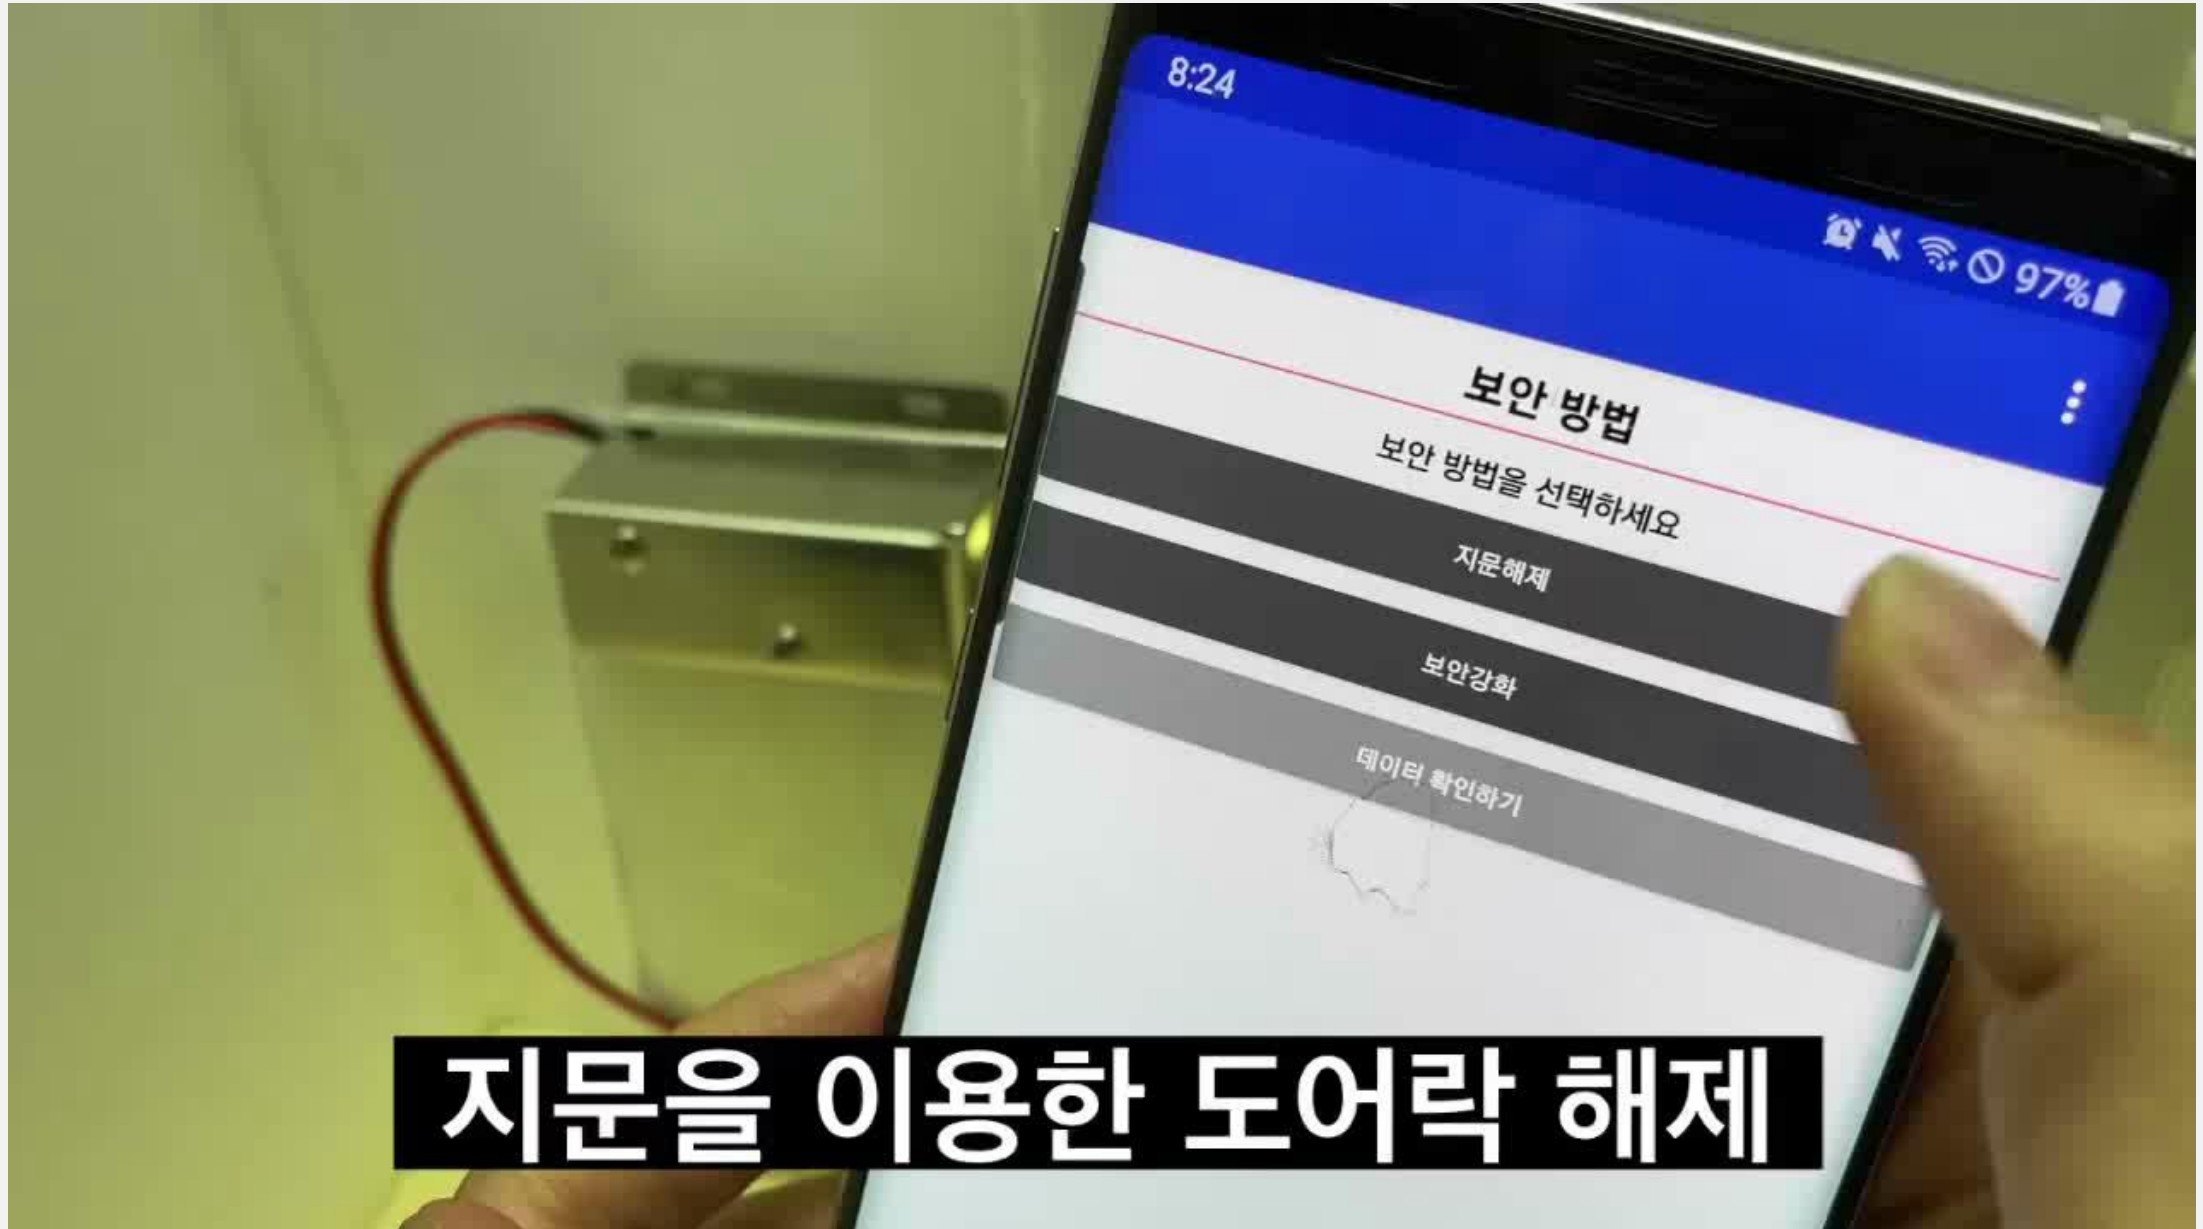 8:24
97%
보안 방법
보안 방법을 선택하세요
지문해제
보안강화
데이터 확인하기
지문을 이용한 도어락 해제